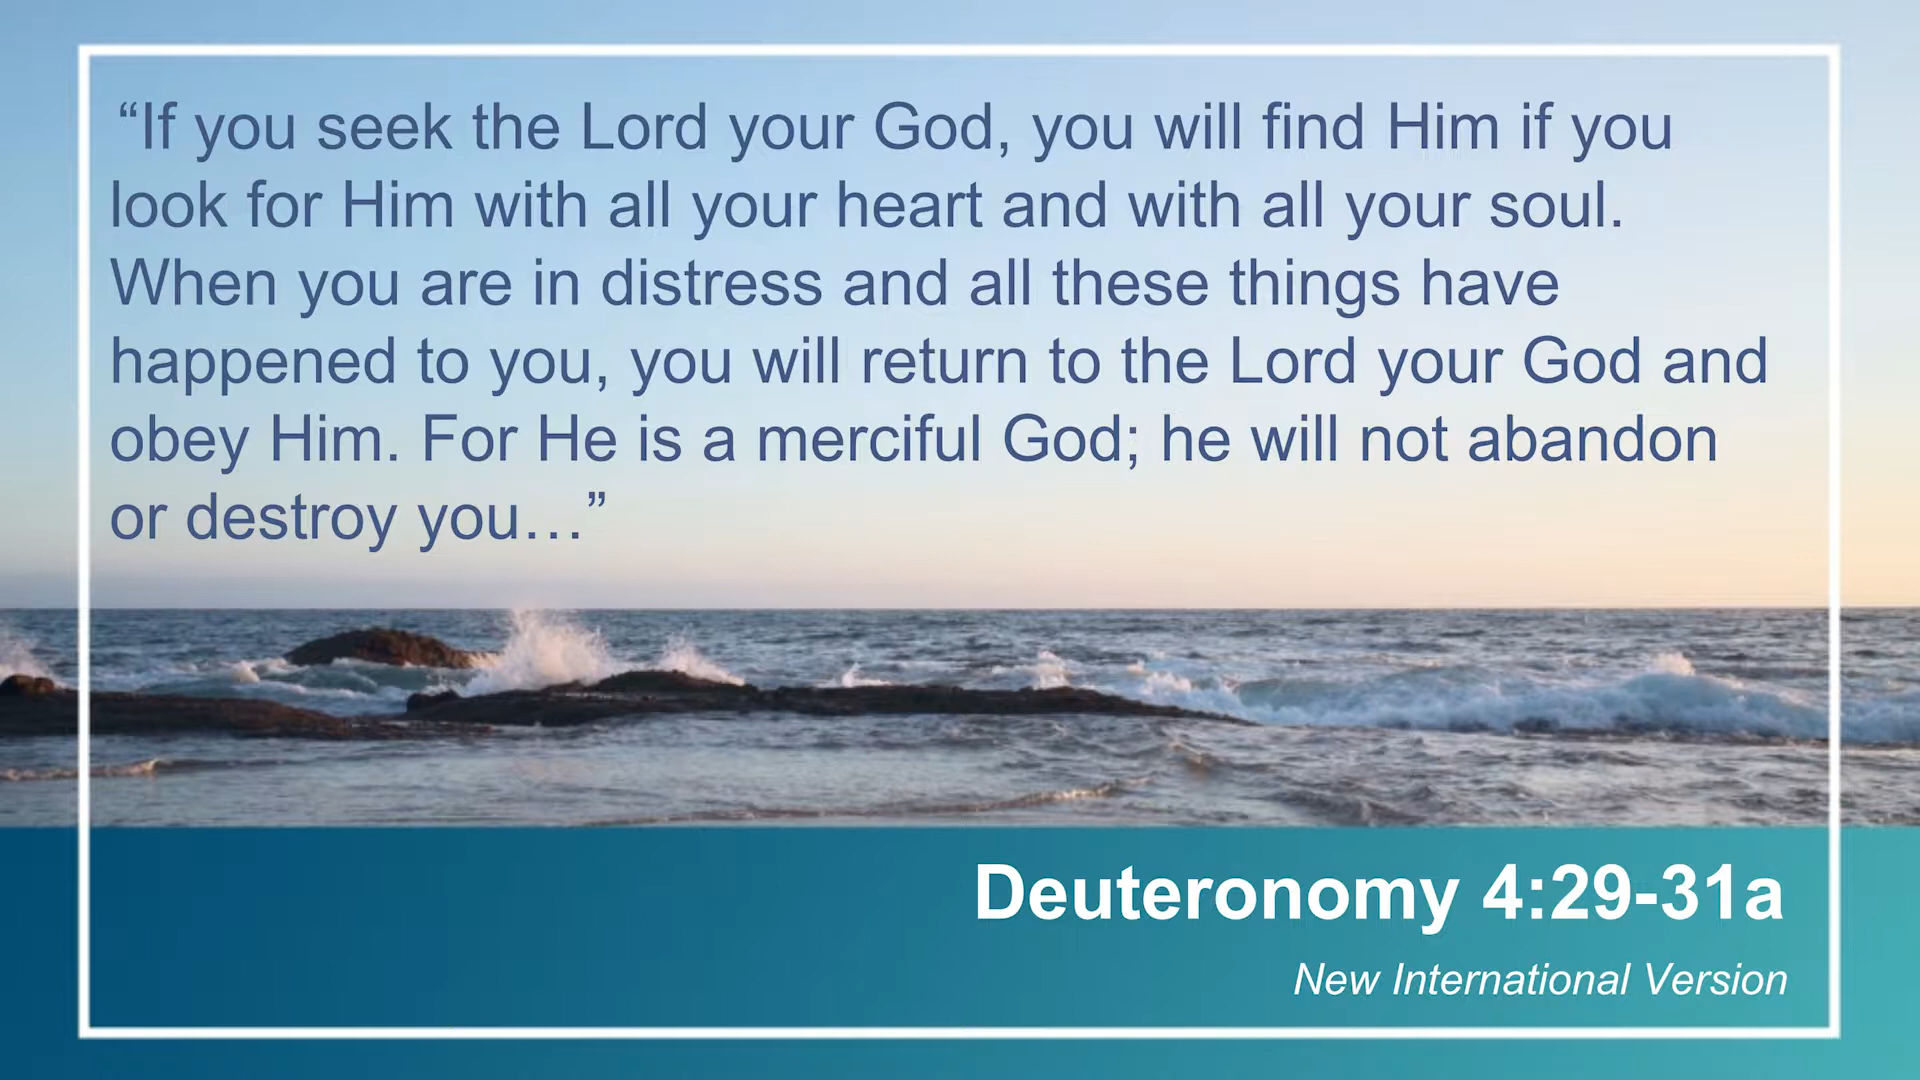 “If you seek the Lord your God, you will find Him if you
look for Him with all your heart and with all your soul.
When you are in distress and all these things have
happened to you, you will return to the Lord your God and
obey Him. For He is a merciful God; he will not abandon
or destroy you…”
Deuteronomy 4:29-31a
New International Version